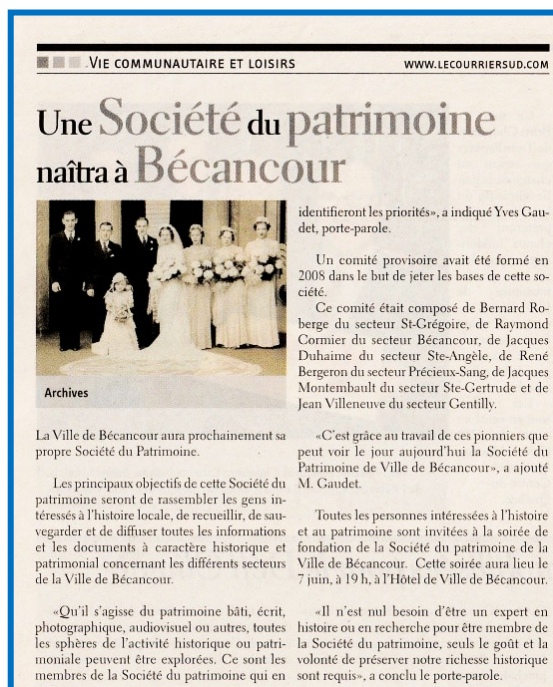 VIE COMMUNAUTAIRE ET LOISIRS
WWW.LECOURRIERSUD.COM
Une Société du patrimoine
naîtra à Bécancour
Archives
La Ville de Bécancour aura prochainement sa
propre Société du Patrimoine.
Les principaux objectifs de cette Société du
patrimoine seront de rassembler les gens in-
téressés à l'histoire locale, de recueillir, de sau-
vegarder et de diffuser toutes les informations
et les documents à caractère historique et
patrimonial concernant les différents secteurs
de la Ville de Bécancour.
«Qu'il s'agisse du patrimoine bâti, écrit,
photographique, audiovisuel ou autres, toutes
les sphères de l'activité historique ou patri-
moniale peuvent être explorées. Ce sont les
membres de la Société du patrimoine qui en
identifieront les priorités», a indiqué Yves Gau-
det, porte-parole.
Un comité provisoire avait été formé en
2008 dans le but de jeter les bases de cette so-
ciété.
Ce comité était composé de Bernard Ro-
berge du secteur St-Grégoire, de Raymond
Cormier du secteur Bécancour, de Jacques
Duhaime du secteur Ste-Angèle, de René
Bergeron du secteur Précieux-Sang, de Jacques
Montembault du secteur Ste-Gertrude et de
Jean Villeneuve du secteur Gentilly.
«C'est grâce au travail de ces pionniers que
peut voir le jour aujourd'hui la Société du
Patrimoine de Ville de Bécancour», a ajouté
M. Gaudet.
Toutes les personnes intéressées à l'histoire
et au patrimoine sont invitées à la soirée de
fondation de la Société du patrimoine de la
Ville de Bécancour. Cette soirée aura lieu le
7 juin, à 19 h, à l'Hôtel de Ville de Bécancour.
«Il n'est nul besoin d'être un expert en
histoire ou en recherche pour être membre de
la Société du patrimoine, seuls le goût et la
volonté de préserver notre richesse historique
sont requis», a conclu le porte-parole.